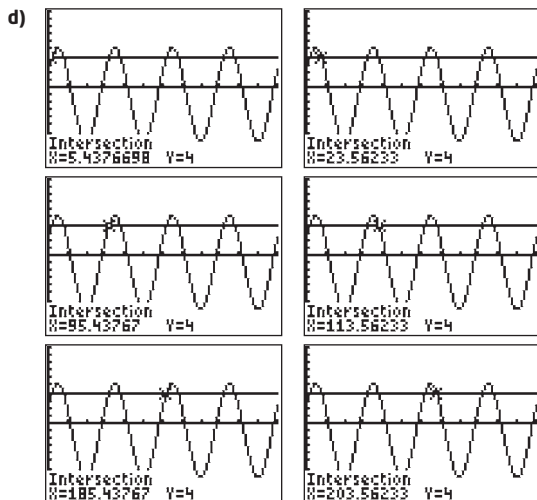 d)
Intersection
X=5.4376698 Y=4
Intersection
X=23.56233 Y=4
Intersection
X=95.43767 Y=4
Intersection
X=113.56233 Y=4
Intersection
X=185.43767 Y=4
Intersection
X=203.56233 Y=4